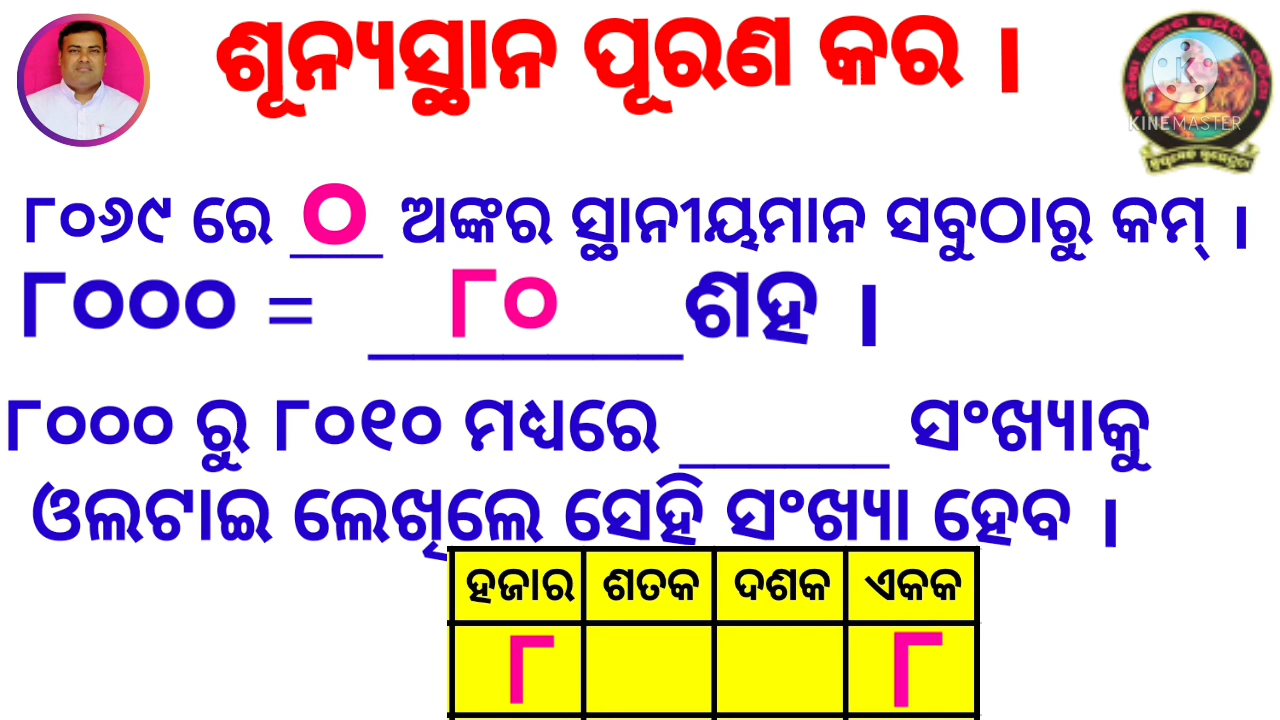 ଶୂନ୍ୟସ୍ଥାନ ପୂରଣ କର ।
KINEMASTER
୮୦୬୯ ରେ ୦ ଅଙ୍କର ସ୍ଥାନୀୟମାନ ସବୁଠାରୁ କମ୍ ।
୮୦୦୦ = ୮୦ ଶହ ।
୮୦୦୦ ରୁ ୮୦୧୦ ମଧ୍ୟରେ ______ ସଂଖ୍ୟାକୁ
ଓଲଟାଇ ଲେଖିଲେ ସେହି ସଂଖ୍ୟା ହେବ ।
ହଜାର ଶତକ ଦଶକ ଏକକ
୮ ୮